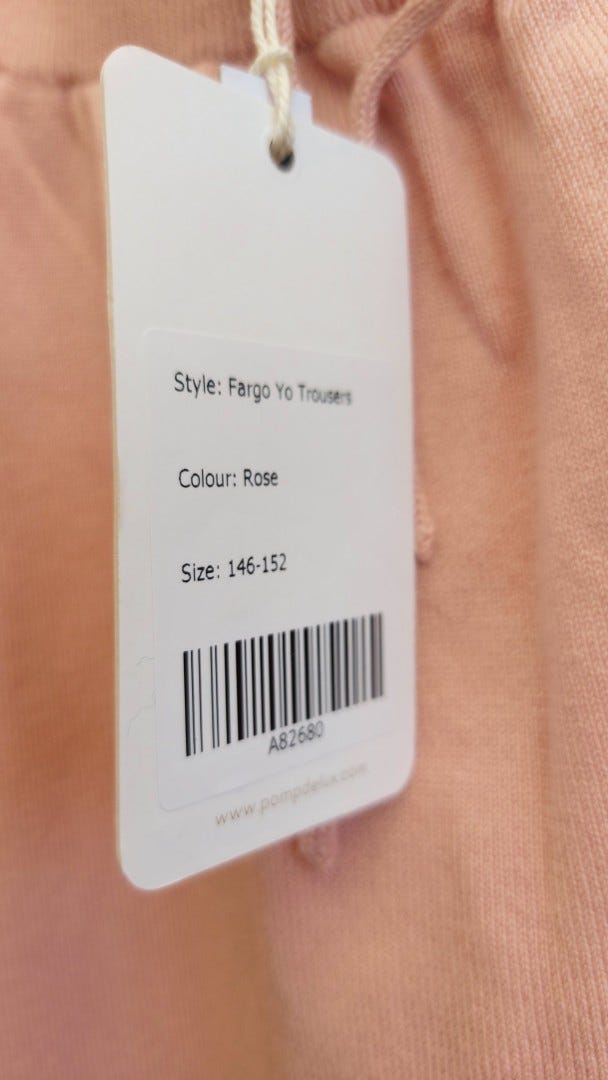 Style: Fargo Yo Trousers
Colour: Rose
Size: 146-152
A82680
www.pompdelux.com